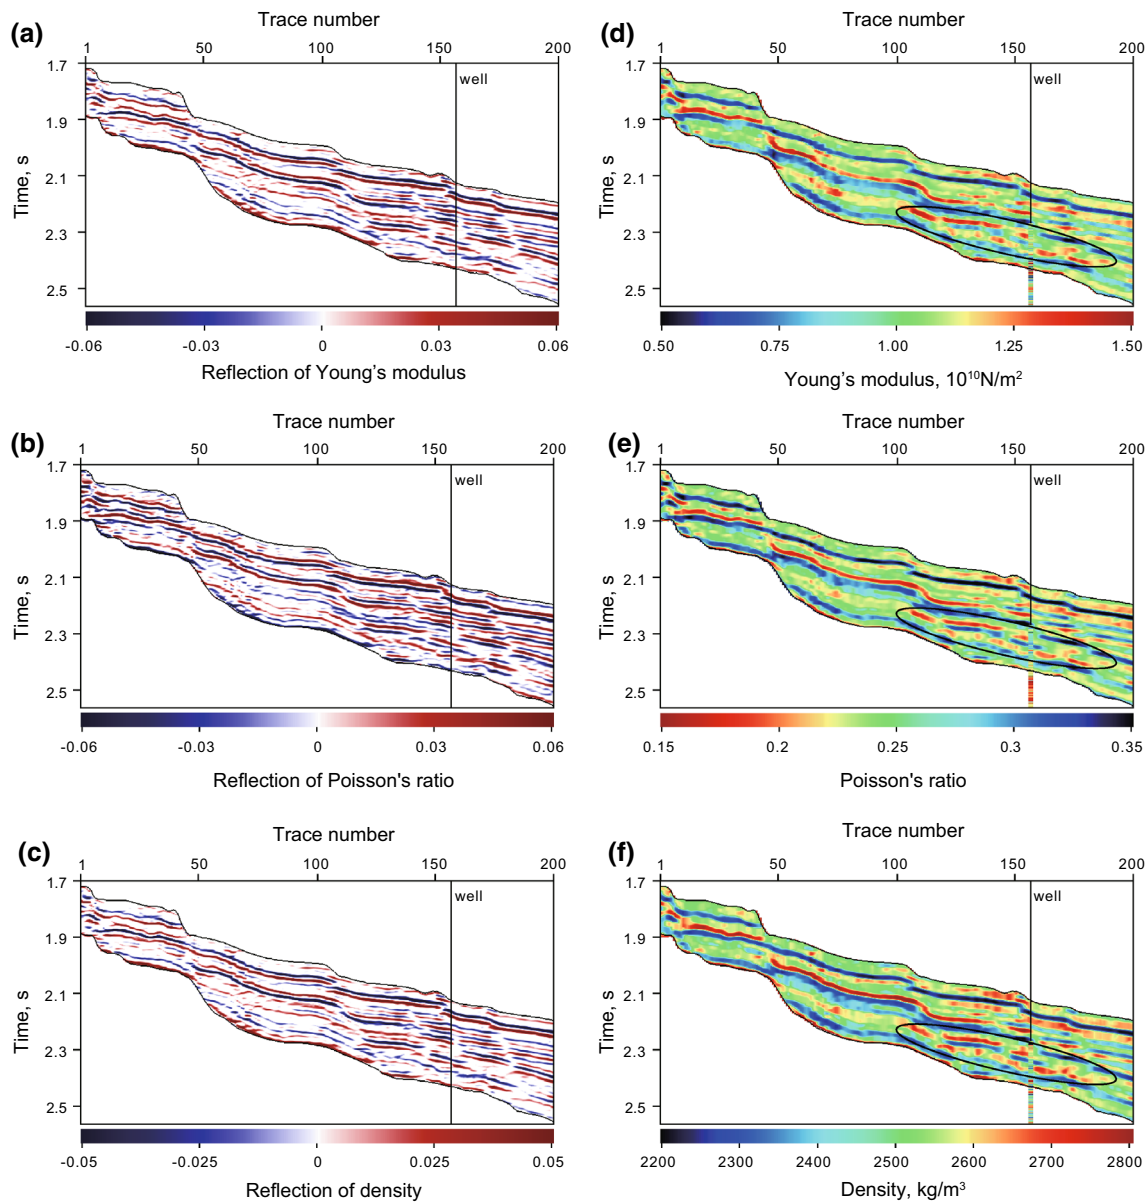 (a)
Trace number
1 50 100 150 200
well
1.7
1.9
2.1
2.3
2.5
Time, s
-0.06 -0.03 0 0.03 0.06
Reflection of Young’s modulus
(d)
Trace number
1 50 100 150 200
well
1.7
1.9
2.1
2.3
2.5
Time, s
0.50 0.75 1.00 1.25 1.50
Young’s modulus, 10¹⁰N/m²
(b)
Trace number
1 50 100 150 200
well
1.7
1.9
2.1
2.3
2.5
Time, s
-0.06 -0.03 0 0.03 0.06
Reflection of Poisson's ratio
(e)
Trace number
1 50 100 150 200
well
1.7
1.9
2.1
2.3
2.5
Time, s
0.15 0.2 0.25 0.3 0.35
Poisson's ratio
(c)
Trace number
1 50 100 150 200
well
1.7
1.9
2.1
2.3
2.5
Time, s
-0.05 -0.025 0 0.025 0.05
Reflection of density
(f)
Trace number
1 50 100 150 200
well
1.7
1.9
2.1
2.3
2.5
Time, s
2200 2300 2400 2500 2600 2700 2800
Density, kg/m³